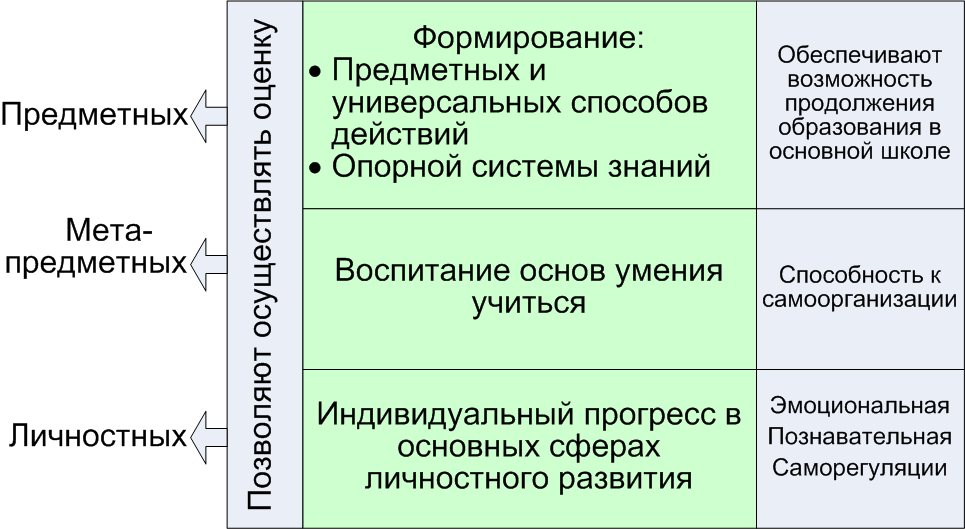 Предметных
Мета-
предметных
Личностных
Позволяют осуществлять оценку
Формирование:
• Предметных и
универсальных способов
действий
• Опорной системы знаний
Обеспечивают
возможность
продолжения
образования в
основной школе
Воспитание основ умения
учиться
Способность к
самоорганизации
Индивидуальный прогресс в
основных сферах
личностного развития
Эмоциональная
Познавательная
Саморегуляции